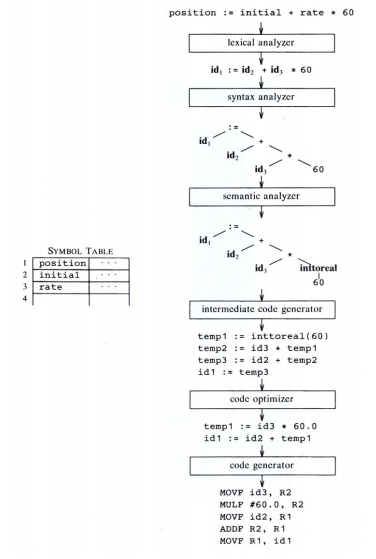 position := initial + rate * 60
lexical analyzer
id₁ := id₂ + id₃ * 60
syntax analyzer
:=
id₁ +
id₂ *
id₃ 60
semantic analyzer
:=
id₁ +
id₂ *
id₃ inttoreal
60
SYMBOL TABLE
1 position ···
2 initial ···
3 rate ···
4
intermediate code generator
temp1 := inttoreal(60)
temp2 := id3 * temp1
temp3 := id2 + temp2
id1 := temp3
code optimizer
temp1 := id3 * 60.0
id1 := id2 + temp1
code generator
MOVF id3, R2
MULF #60.0, R2
MOVF id2, R1
ADDF R2, R1
MOVF R1, id1